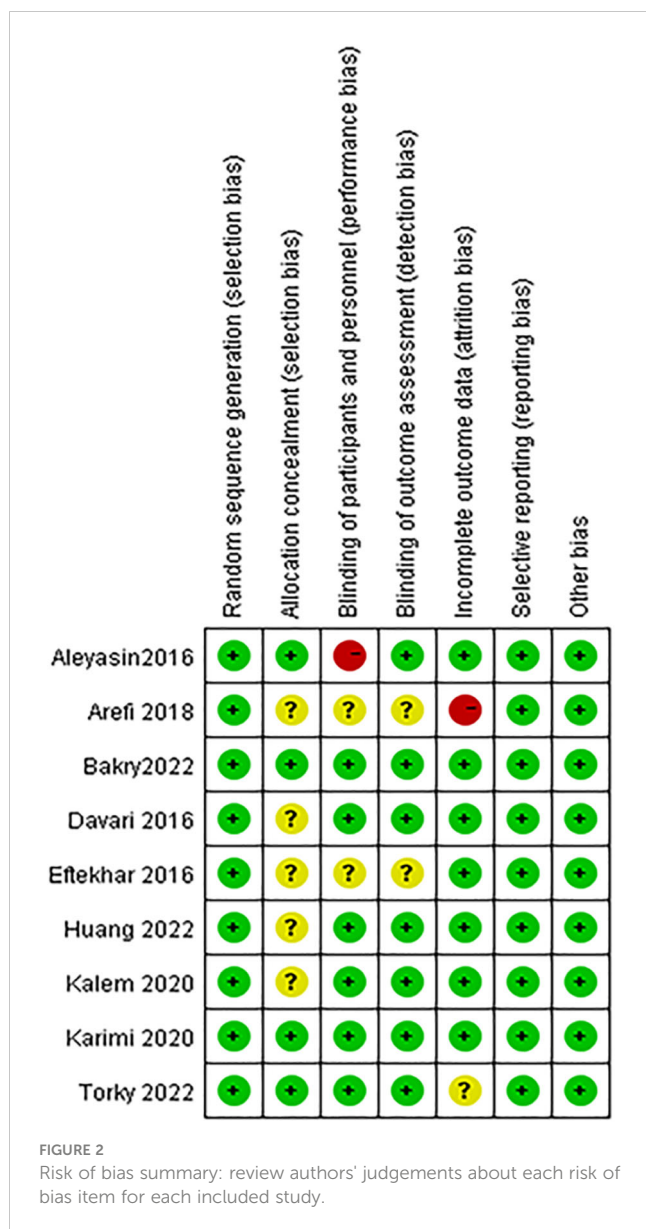 Random sequence generation (selection bias)
Allocation concealment (selection bias)
Blinding of participants and personnel (performance bias)
Blinding of outcome assessment (detection bias)
Incomplete outcome data (attrition bias)
Selective reporting (reporting bias)
Other bias
Aleyasin2016 + + - + + + +
Arefi 2018 + ? ? ? - + +
Bakry2022 + + + + + + +
Davari 2016 + ? + + + + +
Eftekhar 2016 + ? ? ? + + +
Huang 2022 + ? + + + + +
Kalem 2020 + ? + + + + +
Karimi 2020 + + + + + + +
Torky 2022 + + + + ? + +
FIGURE 2
Risk of bias summary: review authors' judgements about each risk of
bias item for each included study.